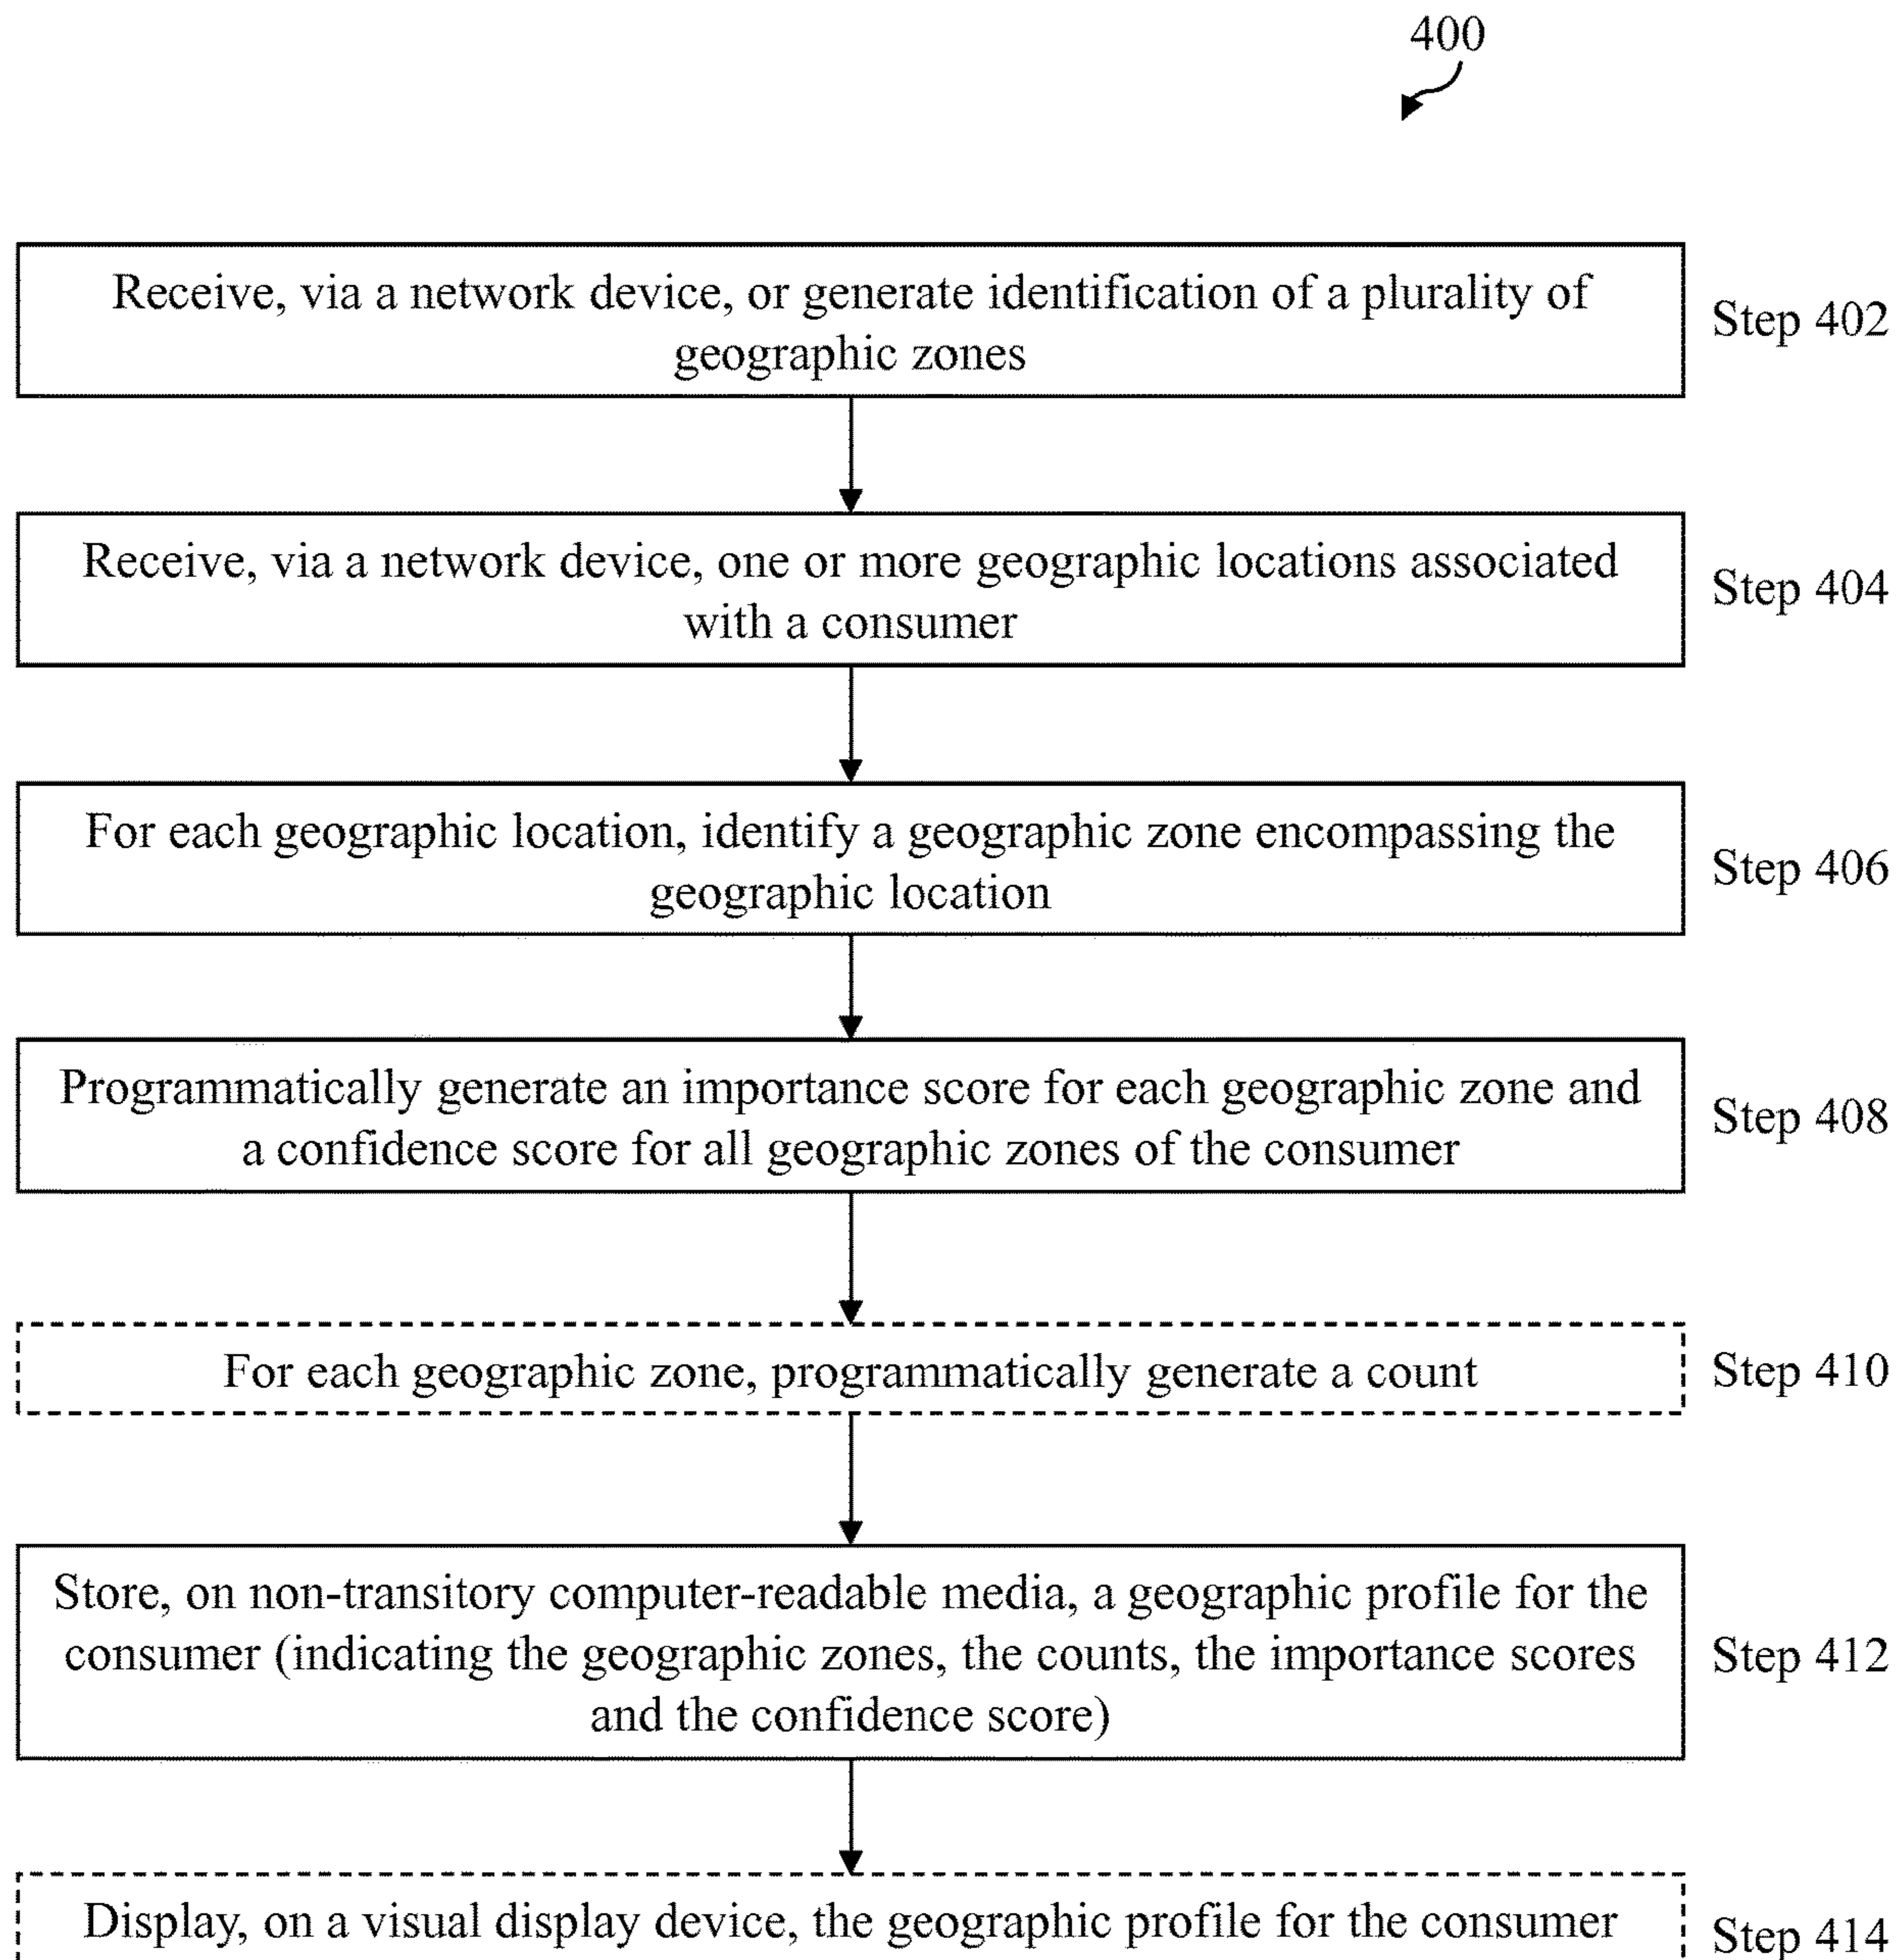 400
Receive, via a network device, or generate identification of a plurality of
geographic zones
Step 402
Receive, via a network device, one or more geographic locations associated
with a consumer
Step 404
For each geographic location, identify a geographic zone encompassing the
geographic location
Step 406
Programmatically generate an importance score for each geographic zone and
a confidence score for all geographic zones of the consumer
Step 408
For each geographic zone, programmatically generate a count
Step 410
Store, on non-transitory computer-readable media, a geographic profile for the
consumer (indicating the geographic zones, the counts, the importance scores
and the confidence score)
Step 412
Display, on a visual display device, the geographic profile for the consumer
Step 414